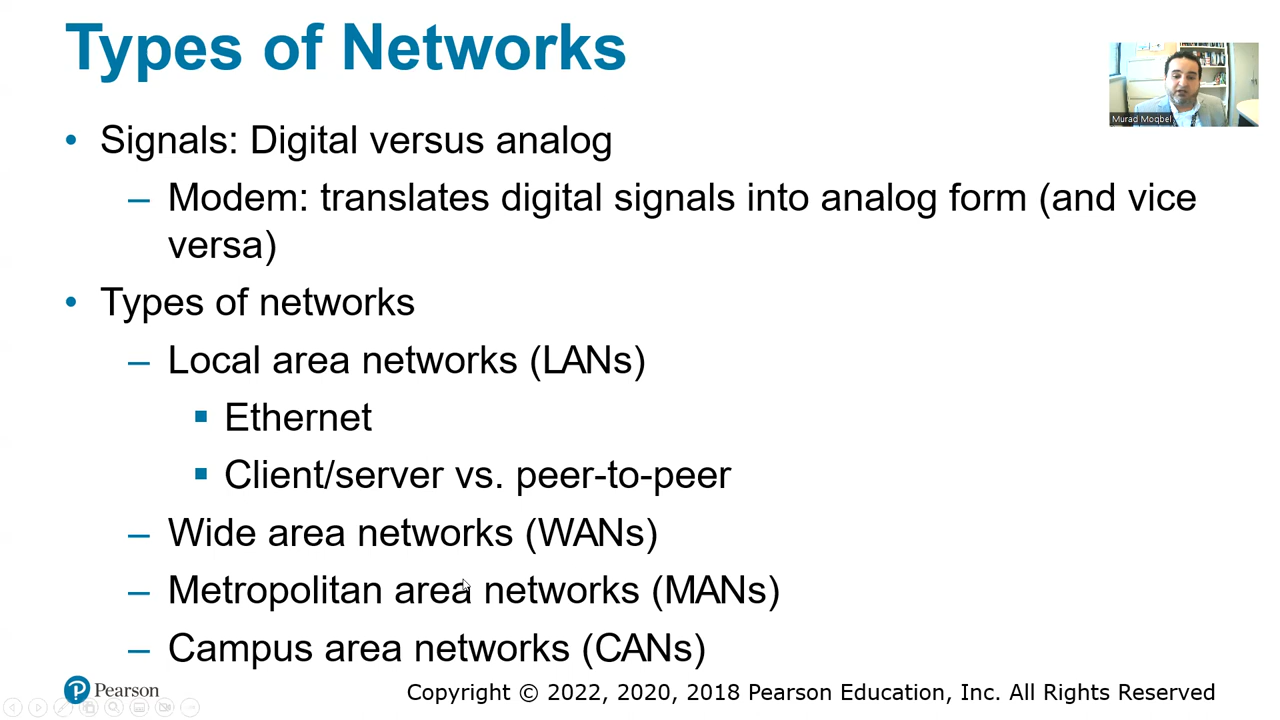 Types of Networks
Murad Moqbel
• Signals: Digital versus analog
– Modem: translates digital signals into analog form (and vice
versa)
• Types of networks
– Local area networks (LANs)
▪ Ethernet
▪ Client/server vs. peer-to-peer
– Wide area networks (WANs)
– Metropolitan area networks (MANs)
– Campus area networks (CANs)
Pearson
Copyright © 2022, 2020, 2018 Pearson Education, Inc. All Rights Reserved